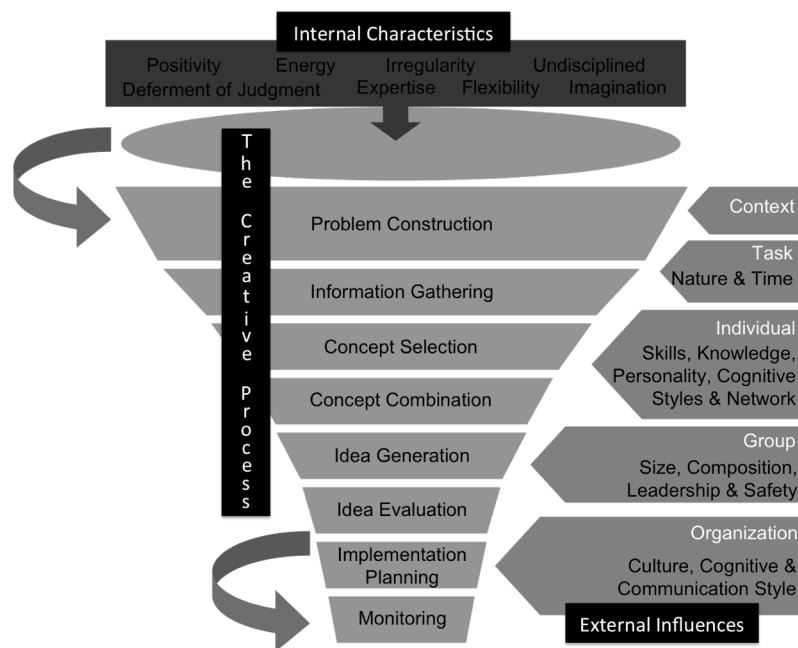 Internal Characteristics
Positivity Energy Irregularity Undisciplined
Deferment of Judgment Expertise Flexibility Imagination
The Creative Process
Problem Construction
Information Gathering
Concept Selection
Concept Combination
Idea Generation
Idea Evaluation
Implementation
Planning
Monitoring
Context
Task
Nature & Time
Individual
Skills, Knowledge,
Personality, Cognitive
Styles & Network
Group
Size, Composition,
Leadership & Safety
Organization
Culture, Cognitive &
Communication Style
External Influences